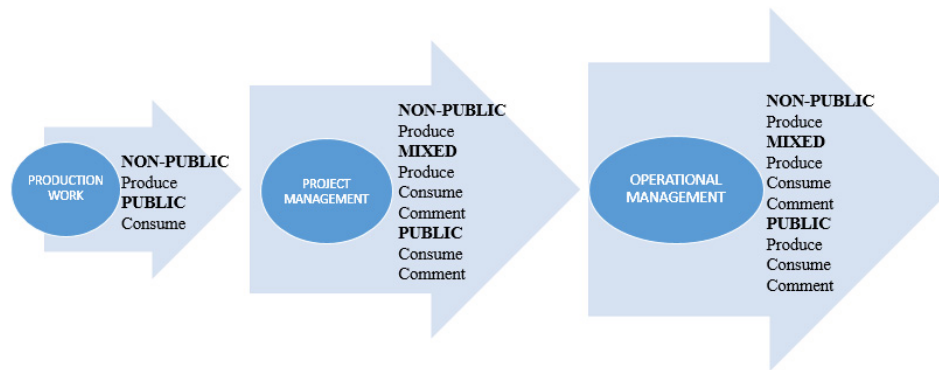 PRODUCTION
WORK
NON-PUBLIC
Produce
PUBLIC
Consume
PROJECT
MANAGEMENT
NON-PUBLIC
Produce
MIXED
Produce
Consume
Comment
PUBLIC
Consume
Comment
OPERATIONAL
MANAGEMENT
NON-PUBLIC
Produce
MIXED
Produce
Consume
Comment
PUBLIC
Produce
Consume
Comment